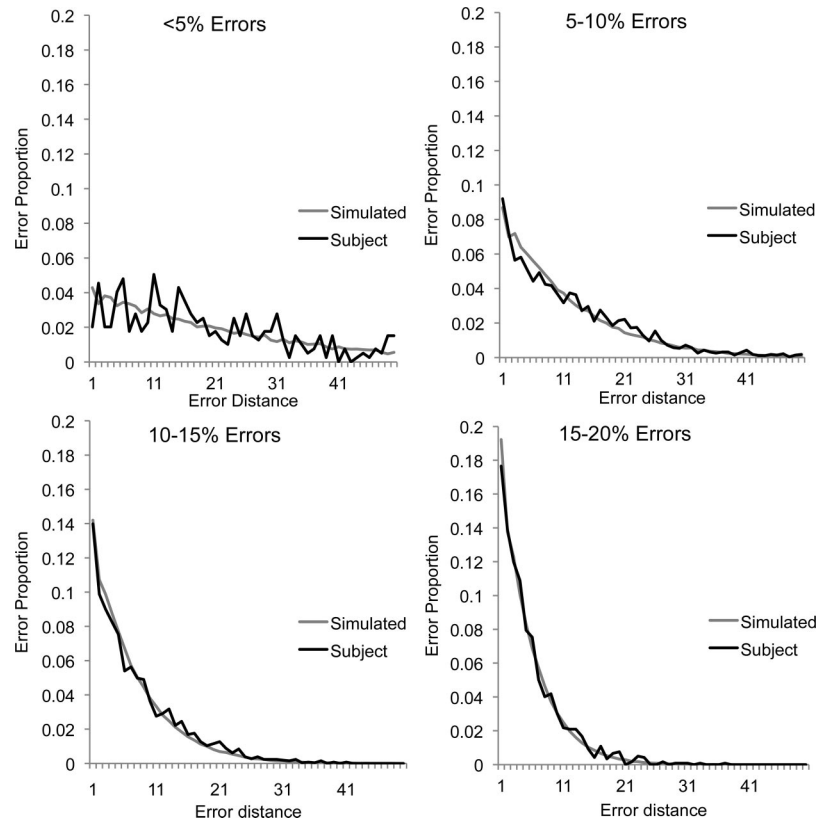 <5% Errors
0.2
0.18
0.16
0.14
0.12
0.1
0.08
0.06
0.04
0.02
0
Error Proportion
Simulated
Subject
1 11 21 31 41
Error Distance
5-10% Errors
0.2
0.18
0.16
0.14
0.12
0.1
0.08
0.06
0.04
0.02
0
Error Proportion
Simulated
Subject
1 11 21 31 41
Error distance
10-15% Errors
0.2
0.18
0.16
0.14
0.12
0.1
0.08
0.06
0.04
0.02
0
Error Proportion
Simulated
Subject
1 11 21 31 41
Error distance
15-20% Errors
0.2
0.18
0.16
0.14
0.12
0.1
0.08
0.06
0.04
0.02
0
Error Proportion
Simulated
Subject
1 11 21 31 41
Error distance